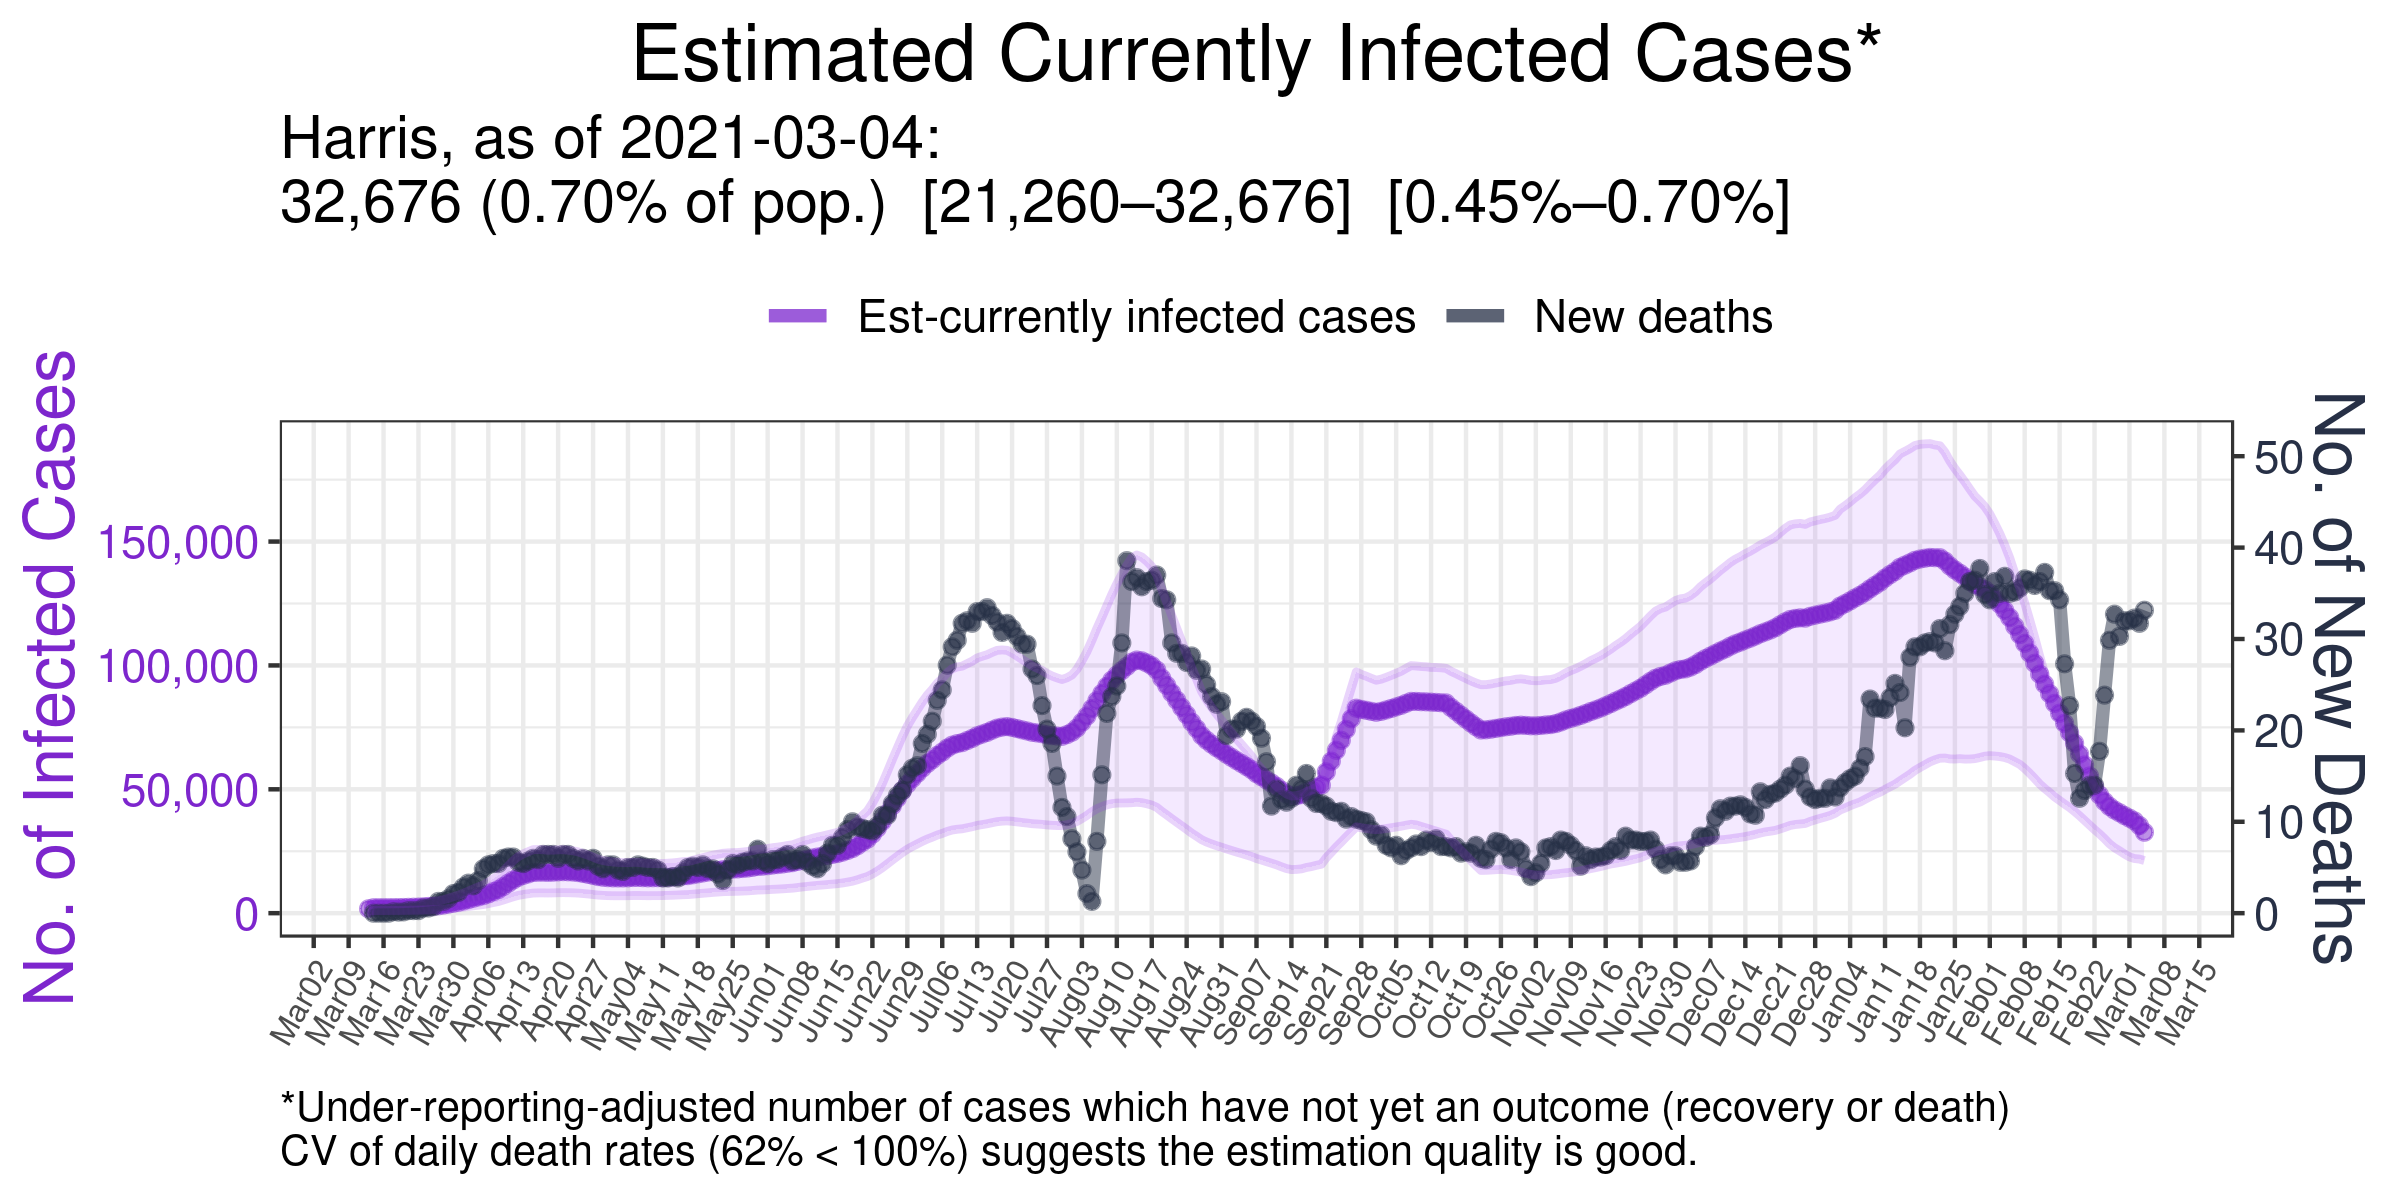 Estimated Currently Infected Cases*
Harris, as of 2021-03-04:
32,676 (0.70% of pop.) [21,260–32,676] [0.45%–0.70%]
Est-currently infected cases New deaths
No. of Infected Cases
150,000
100,000
50,000
0
50
40
30
20
10
0
No. of New Deaths
Mar02 Mar09 Mar16 Mar23 Mar30 Apr06 Apr13 Apr20 Apr27 May04 May11 May18 May25 Jun01 Jun08 Jun15 Jun22 Jun29 Jul06 Jul13 Jul20 Jul27 Aug03 Aug10 Aug17 Aug24 Aug31 Sep07 Sep14 Sep21 Sep28 Oct05 Oct12 Oct19 Oct26 Nov02 Nov09 Nov16 Nov23 Nov30 Dec07 Dec14 Dec21 Dec28 Jan04 Jan11 Jan18 Jan25 Feb01 Feb08 Feb15 Feb22 Mar01 Mar08 Mar15
*Under-reporting-adjusted number of cases which have not yet an outcome (recovery or death)
CV of daily death rates (62% < 100%) suggests the estimation quality is good.